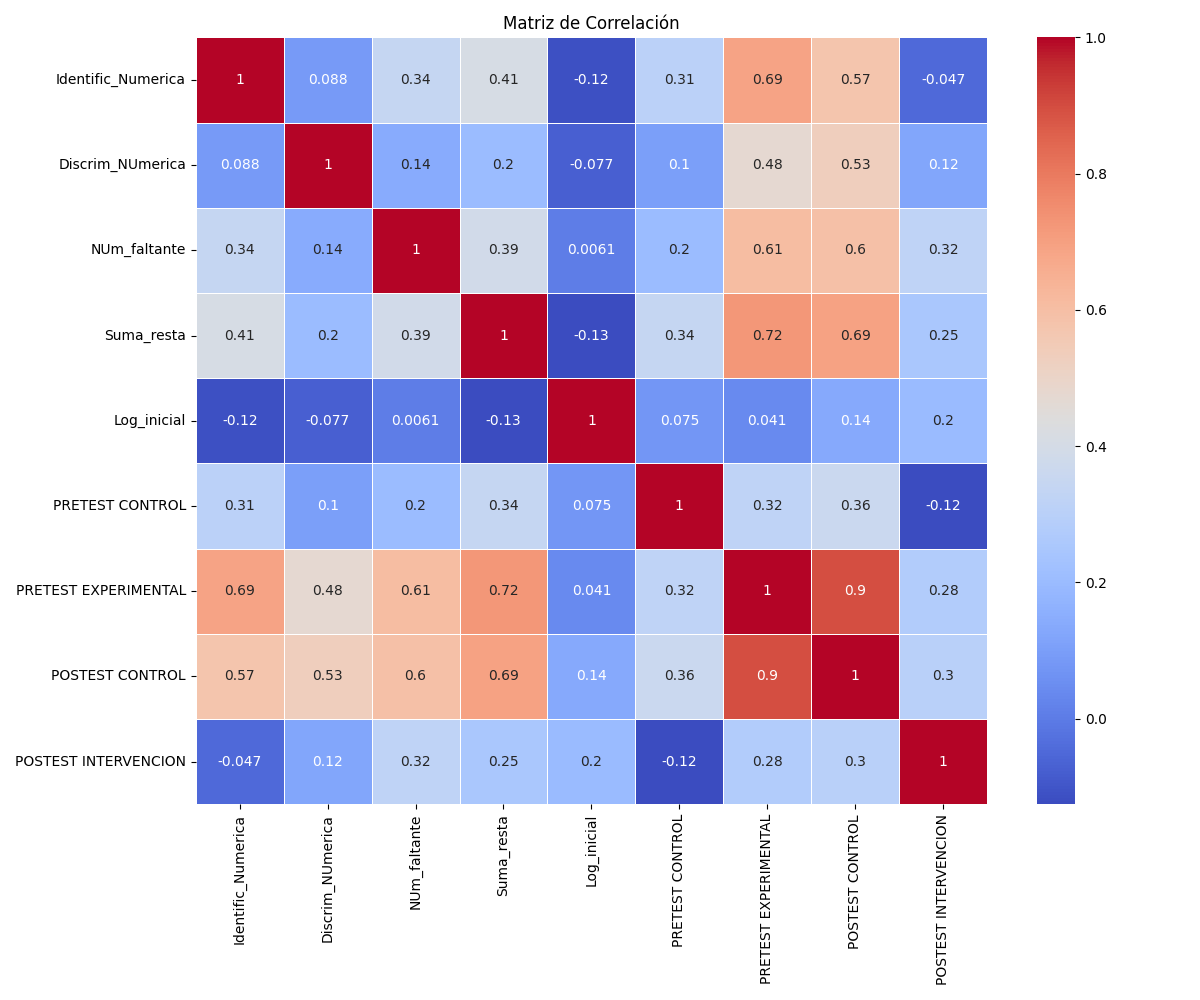 Matriz de Correlación
Identific_Numerica 1 0.088 0.34 0.41 -0.12 0.31 0.69 0.57 -0.047
Discrim_NUmerica 0.088 1 0.14 0.2 -0.077 0.1 0.48 0.53 0.12
NUm_faltante 0.34 0.14 1 0.39 0.0061 0.2 0.61 0.6 0.32
Suma_resta 0.41 0.2 0.39 1 -0.13 0.34 0.72 0.69 0.25
Log_inicial -0.12 -0.077 0.0061 -0.13 1 0.075 0.041 0.14 0.2
PRETEST CONTROL 0.31 0.1 0.2 0.34 0.075 1 0.32 0.36 -0.12
PRETEST EXPERIMENTAL 0.69 0.48 0.61 0.72 0.041 0.32 1 0.9 0.28
POSTEST CONTROL 0.57 0.53 0.6 0.69 0.14 0.36 0.9 1 0.3
POSTEST INTERVENCION -0.047 0.12 0.32 0.25 0.2 -0.12 0.28 0.3 1
Identific_Numerica
Discrim_NUmerica
NUm_faltante
Suma_resta
Log_inicial
PRETEST CONTROL
PRETEST EXPERIMENTAL
POSTEST CONTROL
POSTEST INTERVENCION
1.0
0.8
0.6
0.4
0.2
0.0